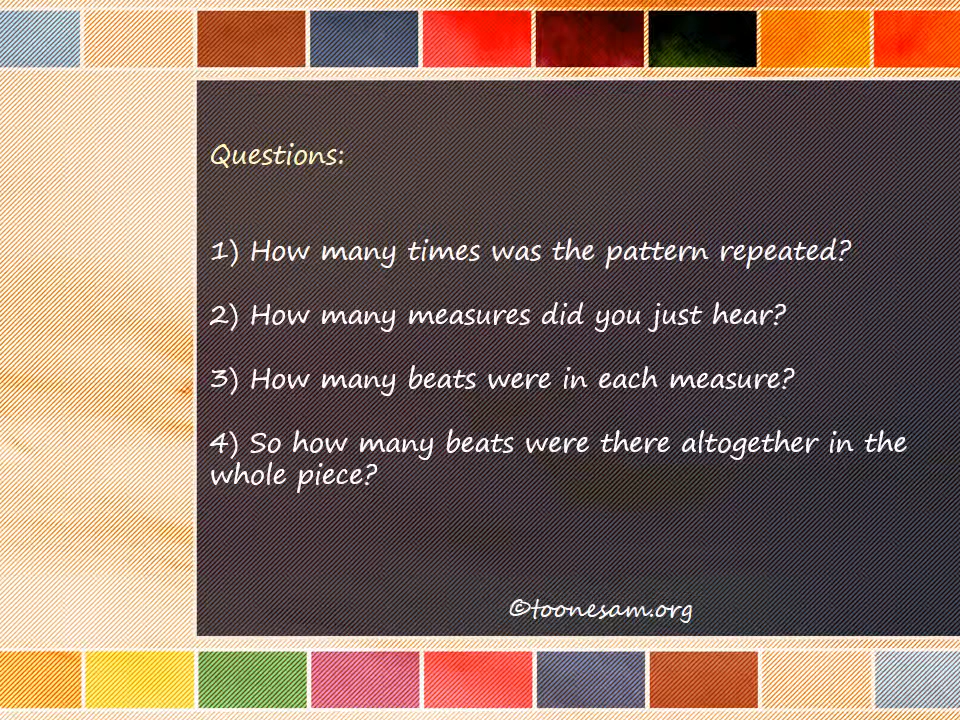 Questions:
1) How many times was the pattern repeated?
2) How many measures did you just hear?
3) How many beats were in each measure?
4) So how many beats were there altogether in the
whole piece?
©toonesam.org